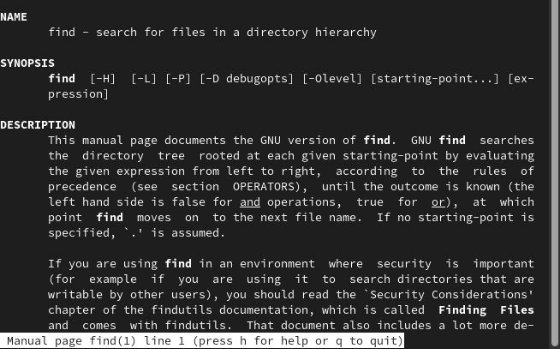 NAME
find - search for files in a directory hierarchy
SYNOPSIS
find [-H] [-L] [-P] [-D debugopts] [-Olevel] [starting-point...] [ex-
pression]
DESCRIPTION
This manual page documents the GNU version of find. GNU find searches
the directory tree rooted at each given starting-point by evaluating
the given expression from left to right, according to the rules of
precedence (see section OPERATORS), until the outcome is known (the
left hand side is false for and operations, true for or), at which
point find moves on to the next file name. If no starting-point is
specified, `.' is assumed.
If you are using find in an environment where security is important
(for example if you are using it to search directories that are
writable by other users), you should read the `Security Considerations'
chapter of the findutils documentation, which is called Finding Files
and comes with findutils. That document also includes a lot more de-
Manual page find(1) line 1 (press h for help or q to quit)